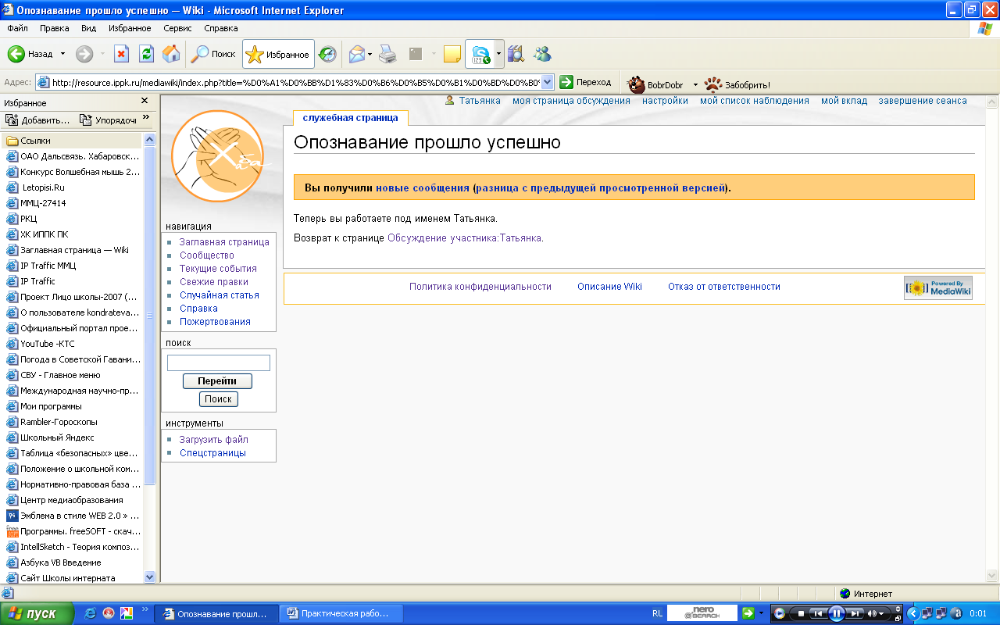 Опознавание прошло успешно — Wiki - Microsoft Internet Explorer
Файл Правка Вид Избранное Сервис Справка
Назад Поиск Избранное
Адрес: http://resource.ippk.ru/mediawiki/index.php?title=%D0%A1%D0%BB%D1%83%D0%B6%D0%B5%D0%B1%D0%BD%D0%B0% Переход BobrDobr Забобрить!
Избранное
Добавить... Упорядоч
Ссылки
ОАО Дальсвязь. Хабаровск...
Конкурс Волшебная мышь 2...
Letopisi.Ru
ММЦ-27414
РКЦ
ХК ИППК ПК
Заглавная страница — Wiki
IP Traffic ММЦ
IP Traffic
Проект Лицо школы-2007 (...
О пользователе kondrateva...
Официальный портал прое...
YouTube -КТС
Погода в Советской Гавани...
СВУ - Главное меню
Международная научно-пр...
Мои программы
Rambler-Гороскопы
Школьный Яндекс
Таблица «безопасных» цве...
Положение о школьной ком...
Нормативно-правовая база ...
Центр медиаобразования
Эмблема в стиле WEB 2.0 » ...
Программы. freeSOFT - скач...
IntellSketch - Теория композ...
Азбука VB Введение
Сайт Школы интерната
Татьянка моя страница обсуждения настройки мой список наблюдения мой вклад завершение сеанса
служебная страница
Опознавание прошло успешно
Вы получили новые сообщения (разница с предыдущей просмотренной версией).
Теперь вы работаете под именем Татьянка.
Возврат к странице Обсуждение участника:Татьянка.
навигация
Заглавная страница
Сообщество
Текущие события
Свежие правки
Случайная статья
Справка
Пожертвования
поиск
Перейти
Поиск
инструменты
Загрузить файл
Спецстраницы
Политика конфиденциальности Описание Wiki Отказ от ответственности
Powered By
MediaWiki
Интернет
пуск Опознавание прошл... Практическая рабо... RL nero
@SEARCH 0:01